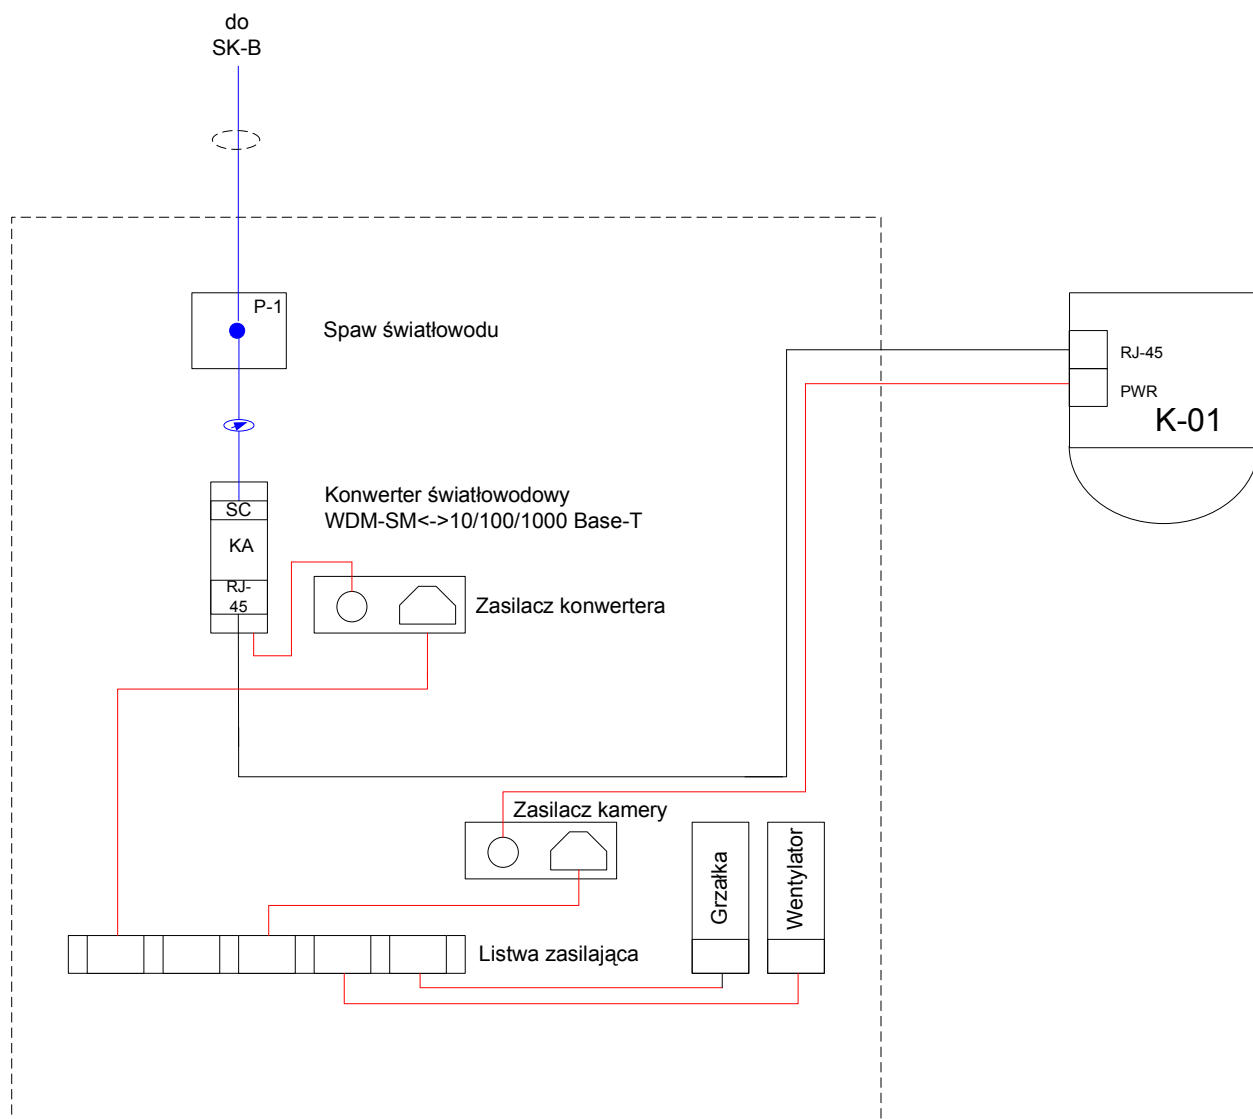 do
SK-B
P-1
Spaw światłowodu
RJ-45
PWR
K-01
SC
KA
RJ-
45
Konwerter światłowodowy
WDM-SM<->10/100/1000 Base-T
Zasilacz konwertera
Zasilacz kamery
Grzałka
Wentylator
Listwa zasilająca